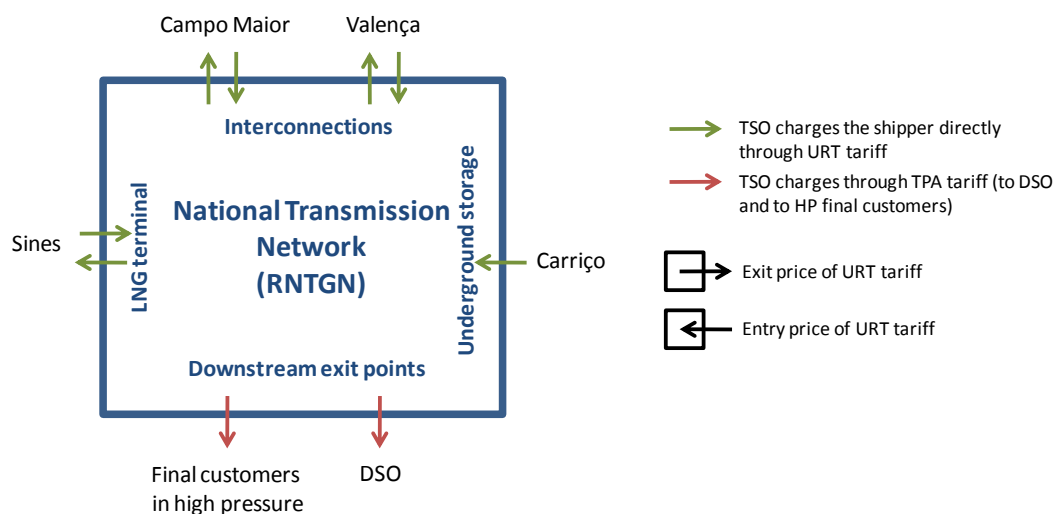 Campo Maior
Valença
Interconnections
LNG terminal
National Transmission
Network
(RNTGN)
Underground storage
Sines
Carriço
Downstream exit points
Final customers
in high pressure
DSO
TSO charges the shipper directly
through URT tariff
TSO charges through TPA tariff (to DSO
and to HP final customers)
Exit price of URT tariff
Entry price of URT tariff